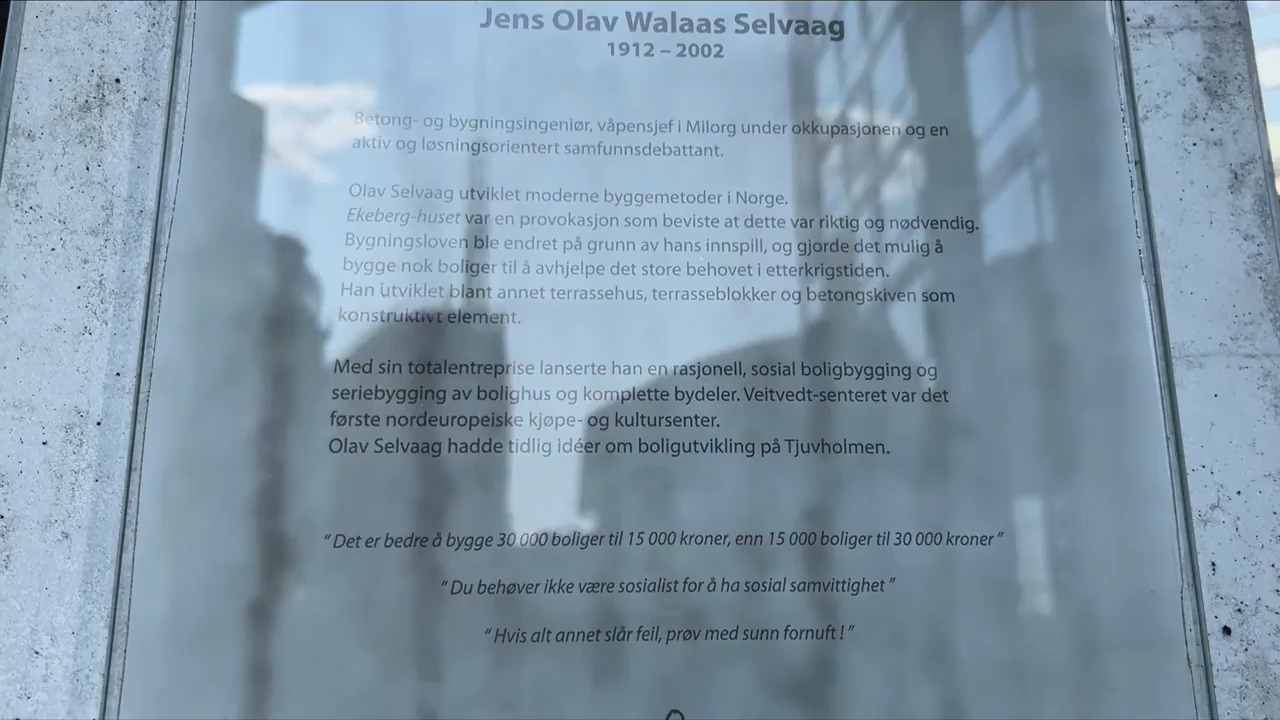 Jens Olav Walaas Selvaag
1912 – 2002
Betong- og bygningsingeniør, våpensjef i Milorg under okkupasjonen og en
aktiv og løsningsorientert samfunnsdebattant.
Olav Selvaag utviklet moderne byggemetoder i Norge.
Ekeberg-huset var en provokasjon som beviste at dette var riktig og nødvendig.
Bygningsloven ble endret på grunn av hans innspill, og gjorde det mulig å
bygge nok boliger til å avhjelpe det store behovet i etterkrigstiden.
Han utviklet blant annet terrassehus, terrasseblokker og betongskiven som
konstruktivt element.
Med sin totalentreprise lanserte han en rasjonell, sosial boligbygging og
seriebygging av bolighus og komplette bydeler. Veitvedt-senteret var det
første nordeuropeiske kjøpe- og kultursenter.
Olav Selvaag hadde tidlig idéer om boligutvikling på Tjuvholmen.
“Det er bedre å bygge 30 000 boliger til 15 000 kroner, enn 15 000 boliger til 30 000 kroner”
“Du behøver ikke være sosialist for å ha sosial samvittighet”
“Hvis alt annet slår feil, prøv med sunn fornuft !”